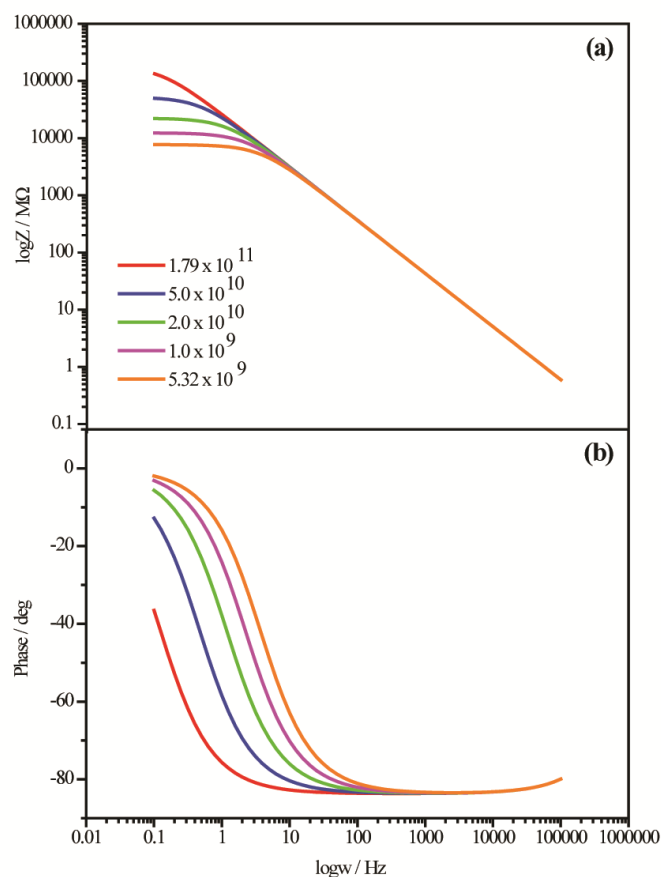 1000000
(a)
100000
10000
1000
100
10
1
0.1
logZ / MΩ
1.79 x 10 11
5.0 x 10 10
2.0 x 10 10
1.0 x 10 9
5.32 x 10 9
(b)
0
-20
-40
-60
-80
Phase / deg
0.01 0.1 1 10 100 1000 10000 100000 1000000
logw / Hz